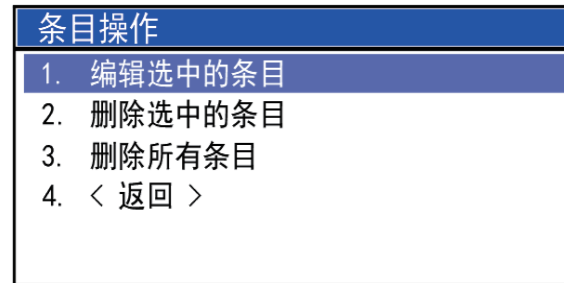 条目操作
1. 编辑选中的条目
2. 删除选中的条目
3. 删除所有条目
4. < 返回 >